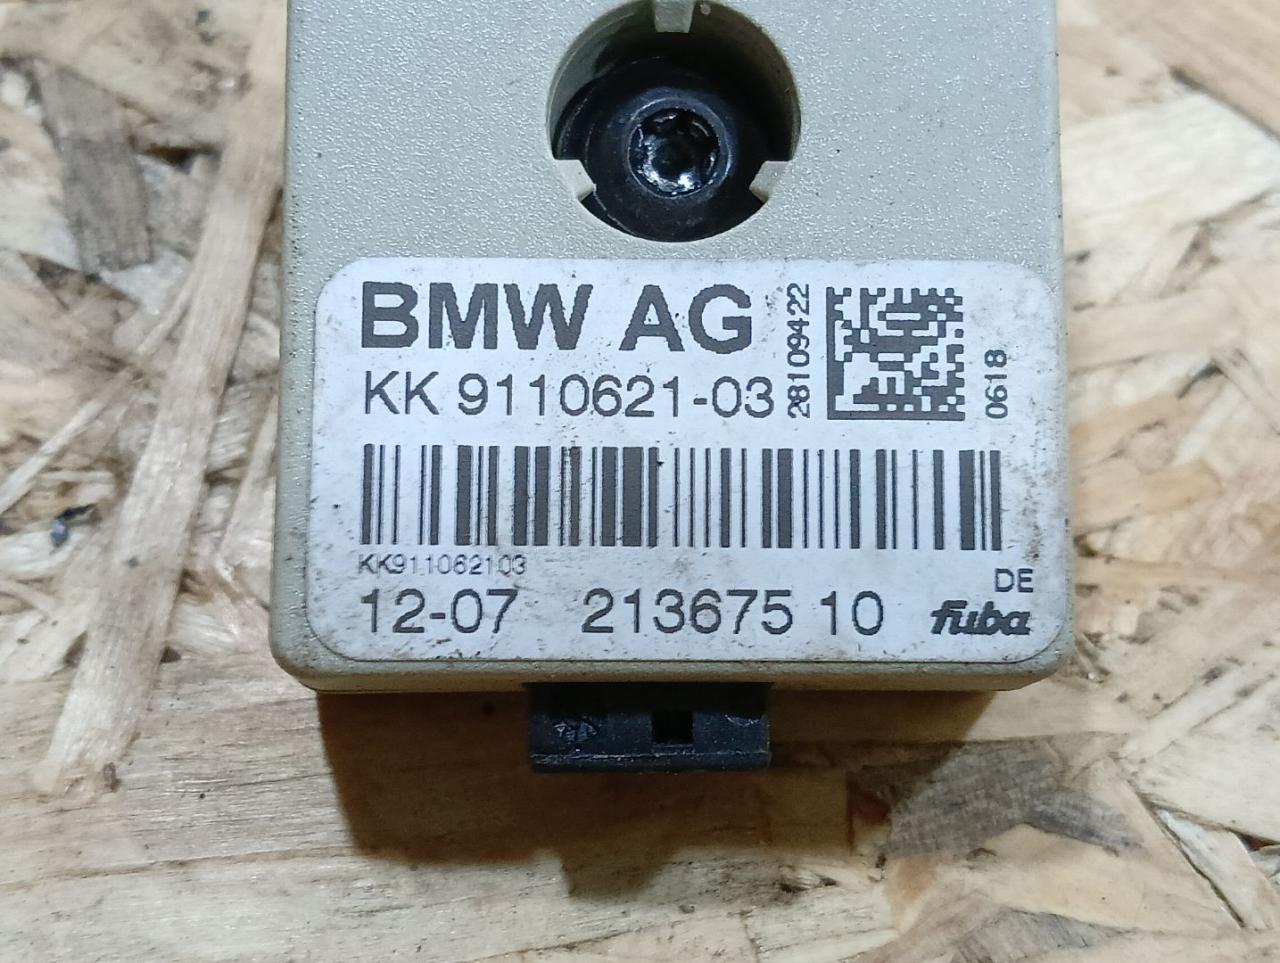 BMW AG
KK 9110621-03
28109422
0618
KK911062103
DE
12-07 213675 10 fuba